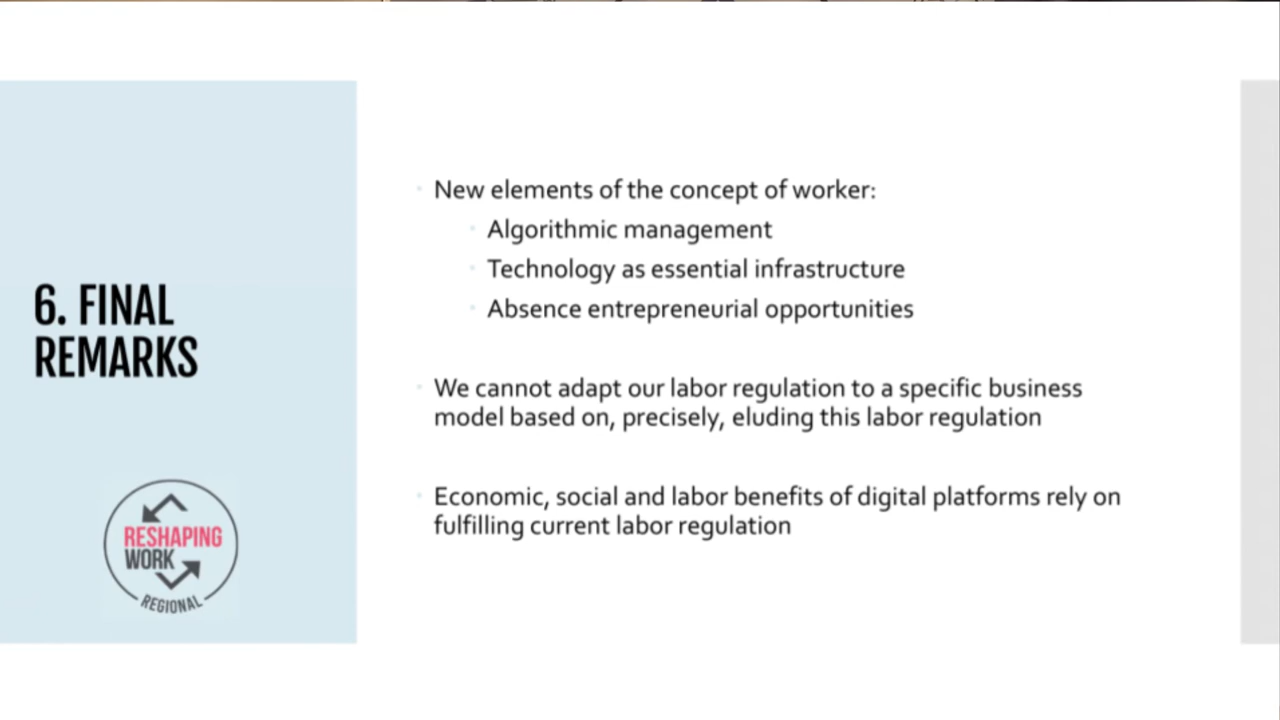 6. FINAL
REMARKS
RESHAPING
WORK
REGIONAL
New elements of the concept of worker:
Algorithmic management
Technology as essential infrastructure
Absence entrepreneurial opportunities
We cannot adapt our labor regulation to a specific business
model based on, precisely, eluding this labor regulation
Economic, social and labor benefits of digital platforms rely on
fulfilling current labor regulation